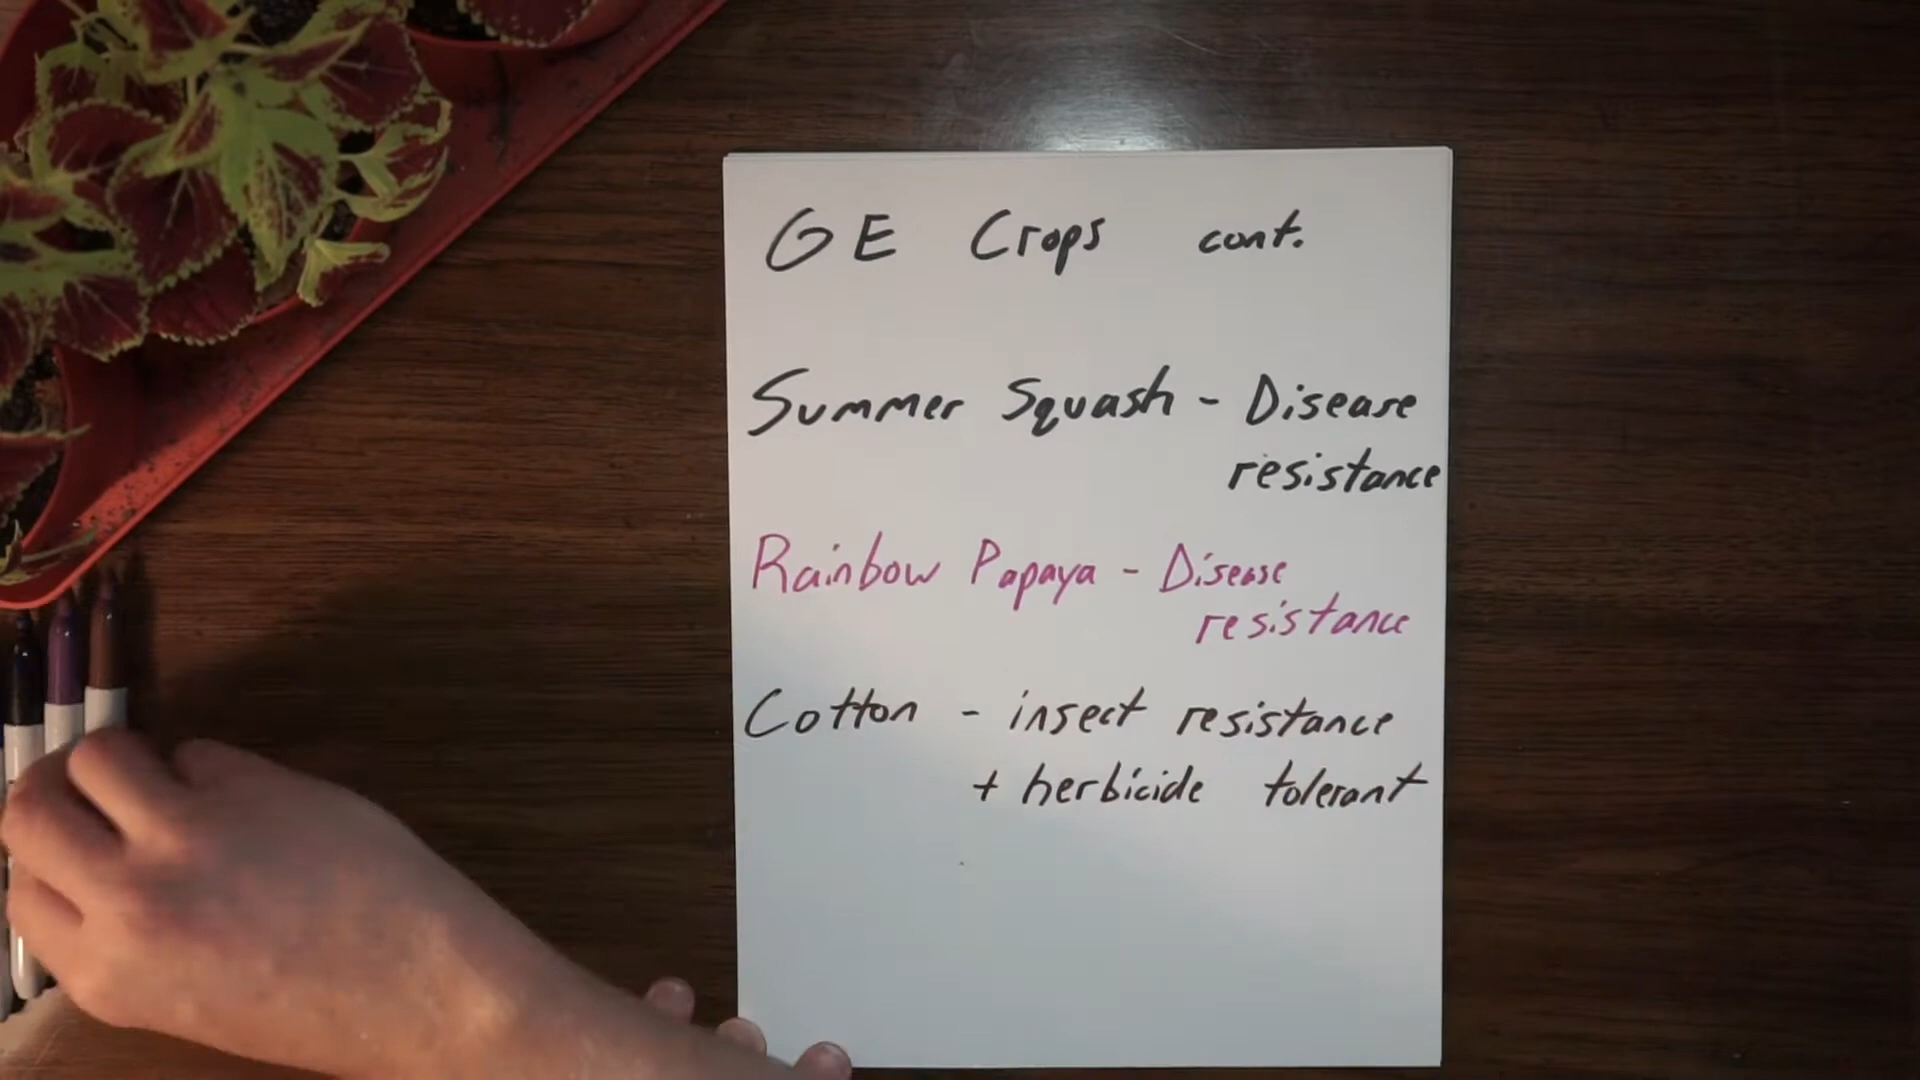 GE Crops cont.
Summer Squash - Disease
resistance
Rainbow Papaya - Disease
resistance
Cotton - insect resistance
+ herbicide tolerant